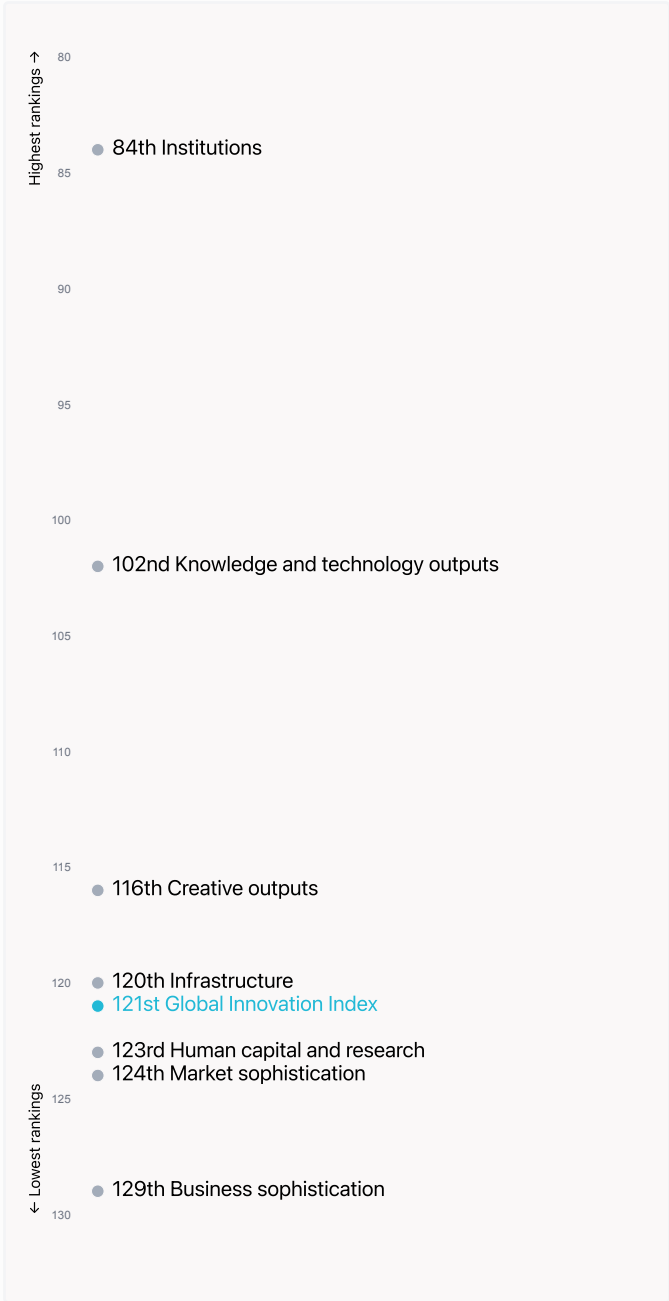 Highest rankings →
80
84th Institutions
85
90
95
100
102nd Knowledge and technology outputs
105
110
115
116th Creative outputs
120
120th Infrastructure
121st Global Innovation Index
123rd Human capital and research
124th Market sophistication
125
← Lowest rankings
129th Business sophistication
130